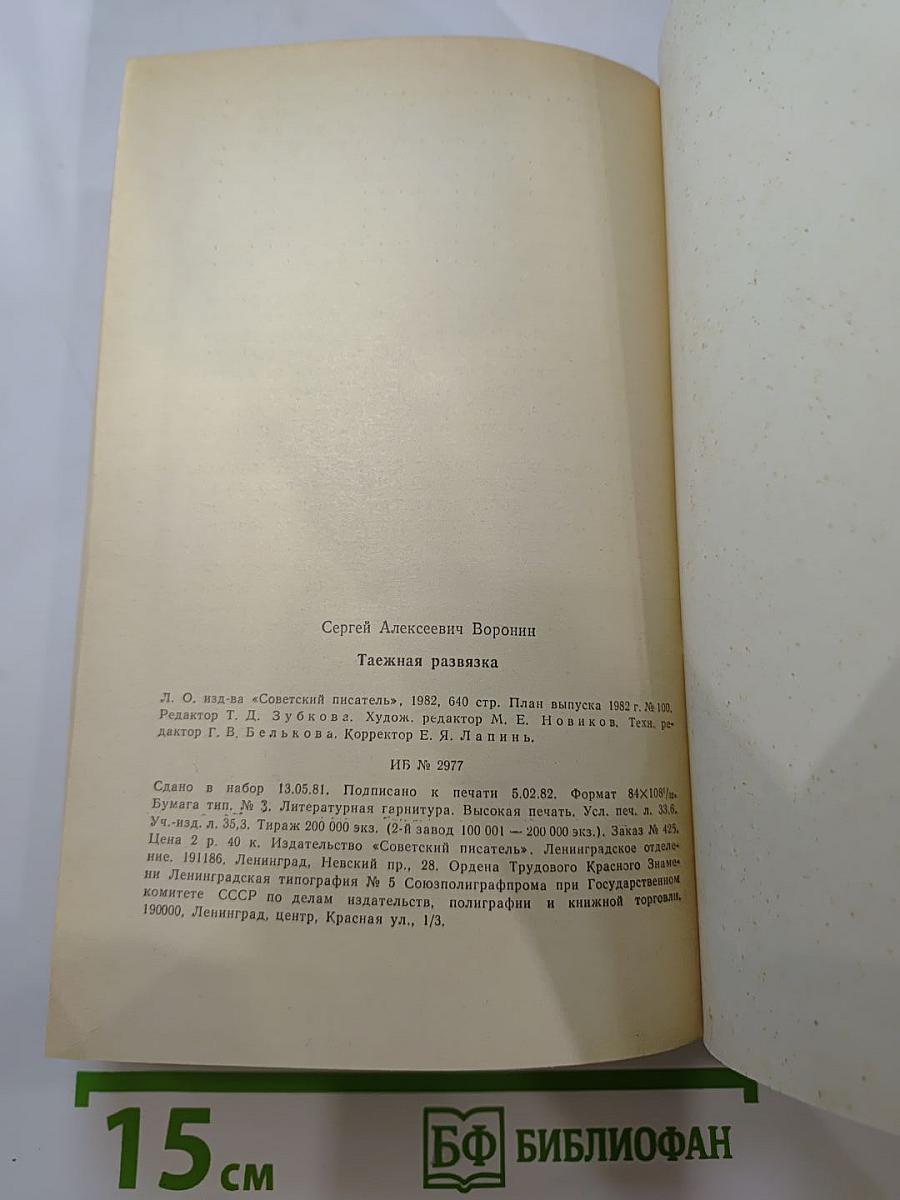 Сергей Алексеевич Воронин
Таежная развязка
Л. О. изд-ва «Советский писатель», 1982, 640 стр. План выпуска 1982 г. № 100.
Редактор Т. Д. Зубкова. Худож. редактор М. Е. Новиков. Техн. ре-
дактор Г. В. Белькова. Корректор Е. Я. Лапинь.
ИБ № 2977
Сдано в набор 13.05.81. Подписано к печати 5.02.82. Формат 84×108¹/₃₂.
Бумага тип. № 3. Литературная гарнитура. Высокая печать. Усл. печ. л. 33,6.
Уч.-изд. л. 35,3. Тираж 200 000 экз. (2-й завод 100 001 — 200 000 экз.). Заказ № 425.
Цена 2 р. 40 к. Издательство «Советский писатель». Ленинградское отделе-
ние. 191186, Ленинград, Невский пр., 28. Ордена Трудового Красного Знаме-
ни Ленинградская типография № 5 Союзполиграфпрома при Государственном
комитете СССР по делам издательств, полиграфии и книжной торговли.
190000, Ленинград, центр, Красная ул., 1/3.
15 см
БФ БИБЛИОФАН